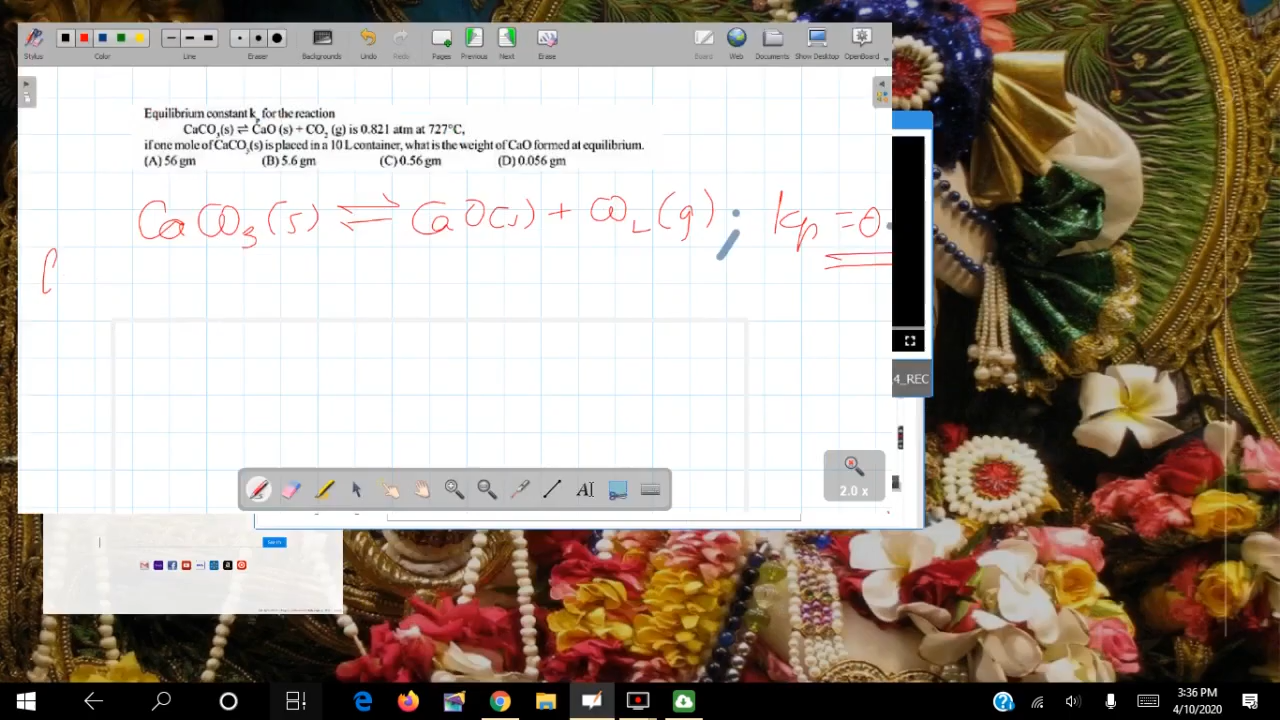 Stylus Color Line Eraser Backgrounds Undo Redo Pages Previous Next Erase Board Web Documents Show Desktop OpenBoard
Equilibrium constant kp for the reaction
CaCO3(s) ⇌ CaO (s) + CO2 (g) is 0.821 atm at 727°C,
if one mole of CaCO3(s) is placed in a 10 L container, what is the weight of CaO formed at equilibrium.
(A) 56 gm (B) 5.6 gm (C) 0.56 gm (D) 0.056 gm
CaCO3(s) ⇌ CaO(s) + CO2(g) ; kp = 0.
4_REC
2.0 x
3:36 PM
4/10/2020